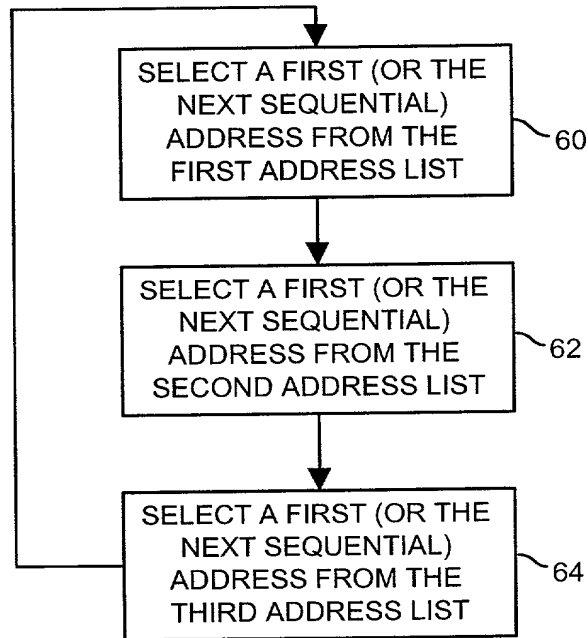 SELECT A FIRST (OR THE
NEXT SEQUENTIAL)
ADDRESS FROM THE
FIRST ADDRESS LIST
60
SELECT A FIRST (OR THE
NEXT SEQUENTIAL)
ADDRESS FROM THE
SECOND ADDRESS LIST
62
SELECT A FIRST (OR THE
NEXT SEQUENTIAL)
ADDRESS FROM THE
THIRD ADDRESS LIST
64